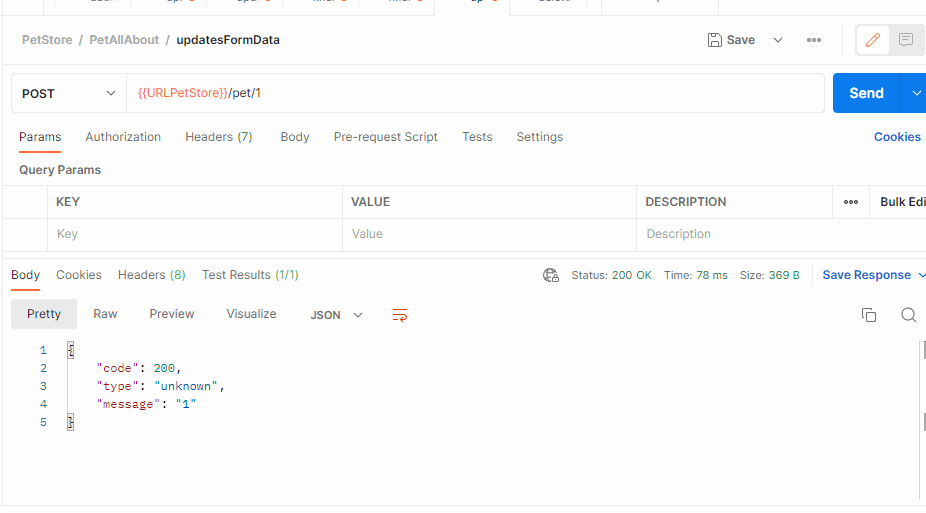 PetStore / PetAllAbout / updatesFormData Save
POST {{URLPetStore}}/pet/1 Send
Params Authorization Headers (7) Body Pre-request Script Tests Settings Cookies
Query Params
KEY VALUE DESCRIPTION Bulk Edi
Key Value Description
Body Cookies Headers (8) Test Results (1/1) Status: 200 OK Time: 78 ms Size: 369 B Save Response
Pretty Raw Preview Visualize JSON
1 {
2 "code": 200,
3 "type": "unknown",
4 "message": "1"
5 }